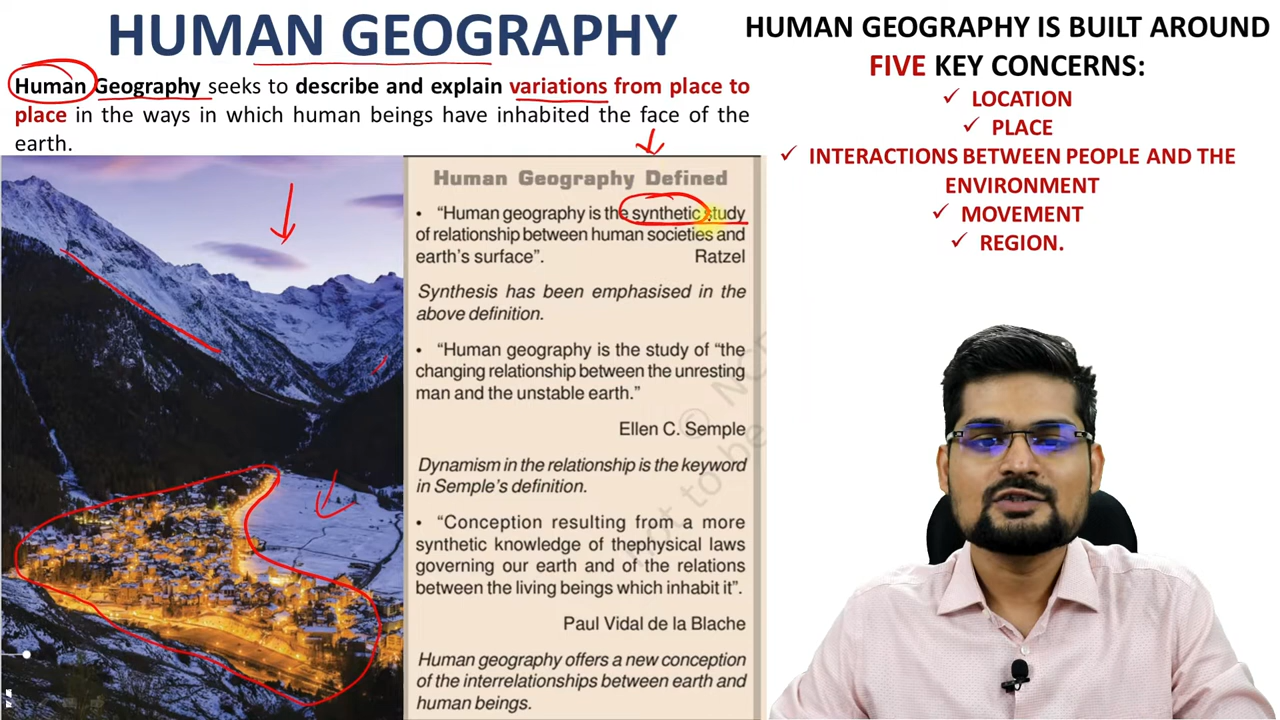 HUMAN GEOGRAPHY
Human Geography seeks to describe and explain variations from place to
place in the ways in which human beings have inhabited the face of the
earth.
Human Geography Defined
• “Human geography is the synthetic study
of relationship between human societies and
earth’s surface”. Ratzel
Synthesis has been emphasised in the
above definition.
• “Human geography is the study of “the
changing relationship between the unresting
man and the unstable earth.”
Ellen C. Semple
Dynamism in the relationship is the keyword
in Semple’s definition.
• “Conception resulting from a more
synthetic knowledge of thephysical laws
governing our earth and of the relations
between the living beings which inhabit it”.
Paul Vidal de la Blache
Human geography offers a new conception
of the interrelationships between earth and
human beings.
HUMAN GEOGRAPHY IS BUILT AROUND
FIVE KEY CONCERNS:
✓ LOCATION
✓ PLACE
✓ INTERACTIONS BETWEEN PEOPLE AND THE
ENVIRONMENT
✓ MOVEMENT
✓ REGION.